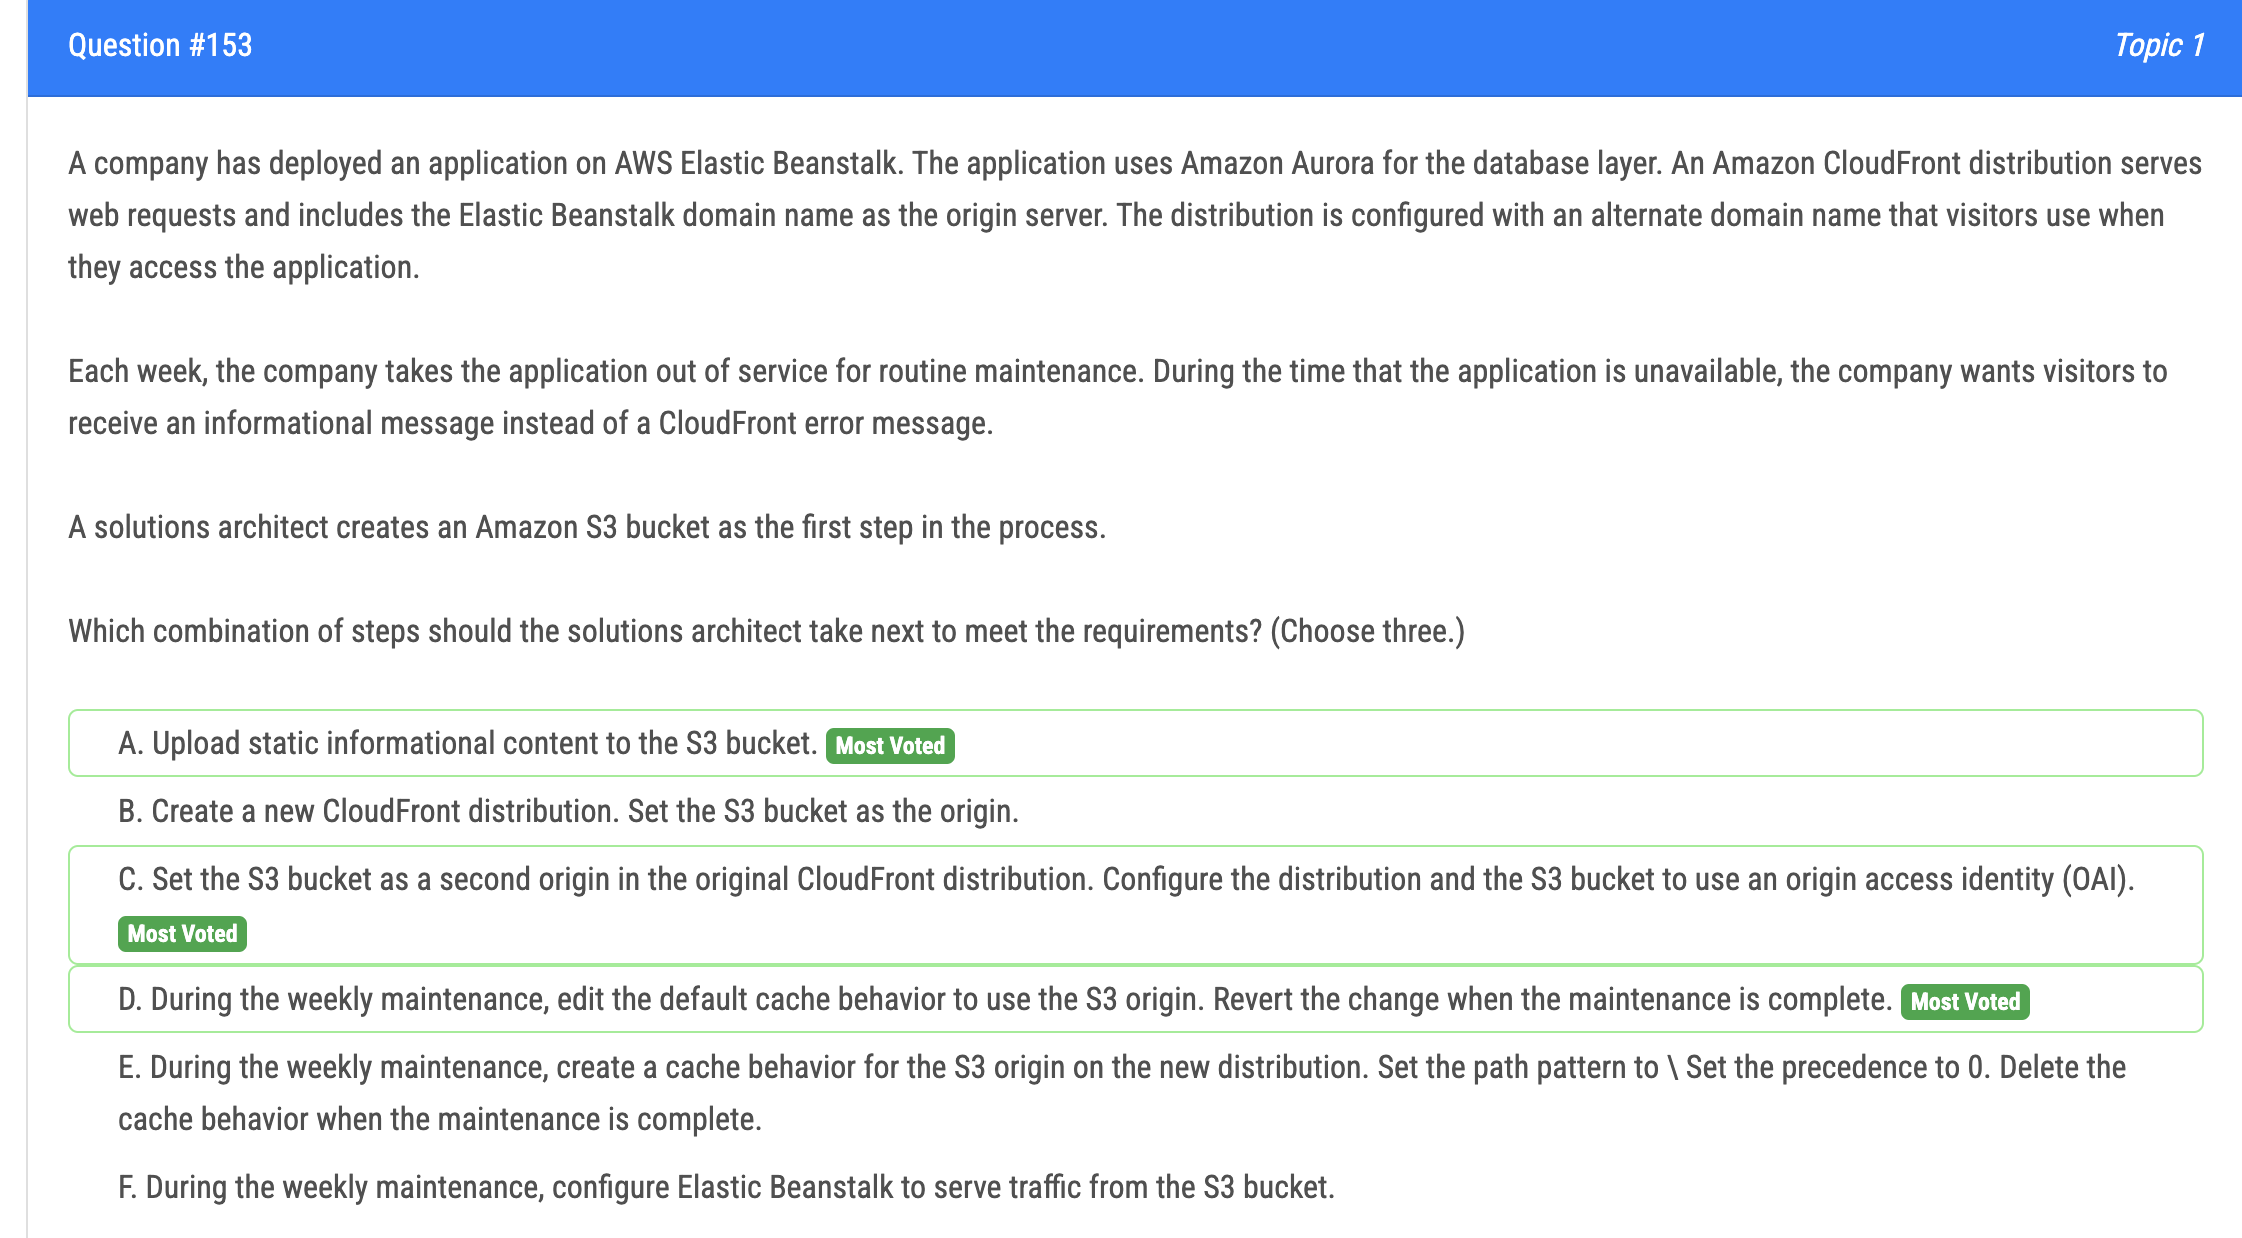 Question #153
Topic 1
A company has deployed an application on AWS Elastic Beanstalk. The application uses Amazon Aurora for the database layer. An Amazon CloudFront distribution serves
web requests and includes the Elastic Beanstalk domain name as the origin server. The distribution is configured with an alternate domain name that visitors use when
they access the application.
Each week, the company takes the application out of service for routine maintenance. During the time that the application is unavailable, the company wants visitors to
receive an informational message instead of a CloudFront error message.
A solutions architect creates an Amazon S3 bucket as the first step in the process.
Which combination of steps should the solutions architect take next to meet the requirements? (Choose three.)
A. Upload static informational content to the S3 bucket. Most Voted
B. Create a new CloudFront distribution. Set the S3 bucket as the origin.
C. Set the S3 bucket as a second origin in the original CloudFront distribution. Configure the distribution and the S3 bucket to use an origin access identity (OAI).
Most Voted
D. During the weekly maintenance, edit the default cache behavior to use the S3 origin. Revert the change when the maintenance is complete. Most Voted
E. During the weekly maintenance, create a cache behavior for the S3 origin on the new distribution. Set the path pattern to \ Set the precedence to 0. Delete the
cache behavior when the maintenance is complete.
F. During the weekly maintenance, configure Elastic Beanstalk to serve traffic from the S3 bucket.